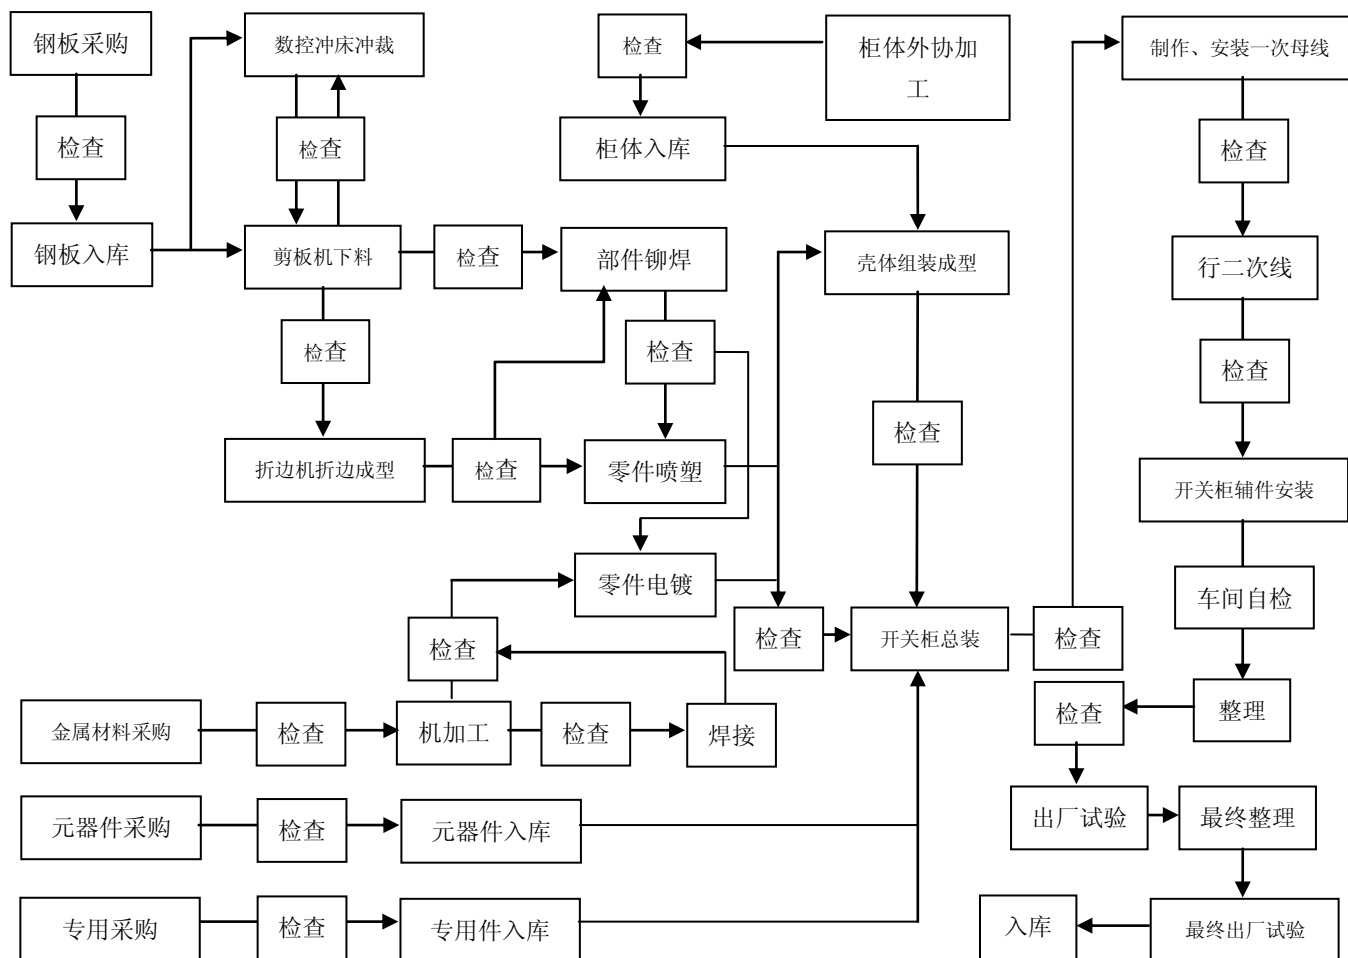 钢板采购
数控冲床冲裁
检查
柜体外协加
工
制作、安装一次母线
检查
检查
柜体入库
检查
钢板入库
剪板机下料
检查
部件铆焊
壳体组装成型
行二次线
检查
检查
检查
检查
折边机折边成型
检查
零件喷塑
开关柜辅件安装
零件电镀
车间自检
检查
检查
开关柜总装
检查
金属材料采购
检查
机加工
检查
焊接
检查
整理
元器件采购
检查
元器件入库
出厂试验
最终整理
专用采购
检查
专用件入库
入库
最终出厂试验